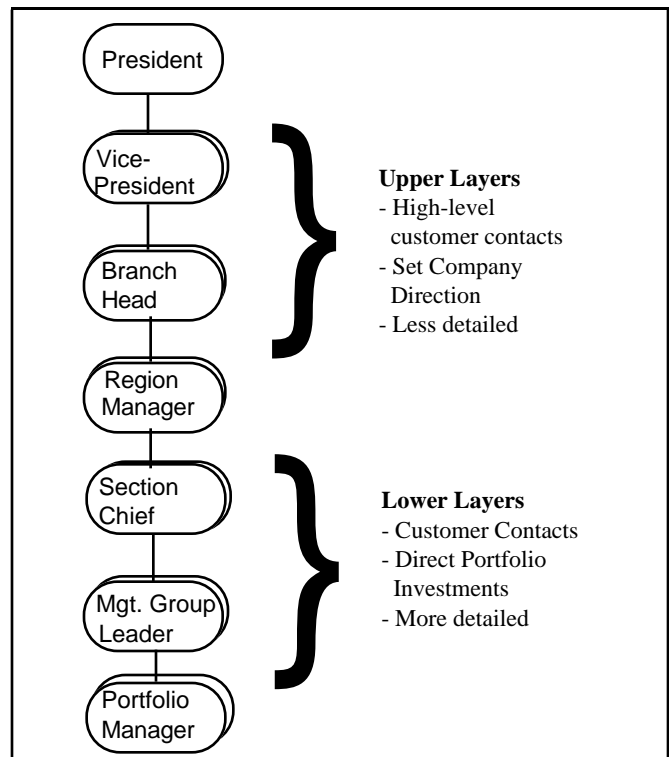 President
Vice-
President
Branch
Head
Region
Manager
Section
Chief
Mgt. Group
Leader
Portfolio
Manager
Upper Layers
- High-level
customer contacts
- Set Company
Direction
- Less detailed
Lower Layers
- Customer Contacts
- Direct Portfolio
Investments
- More detailed